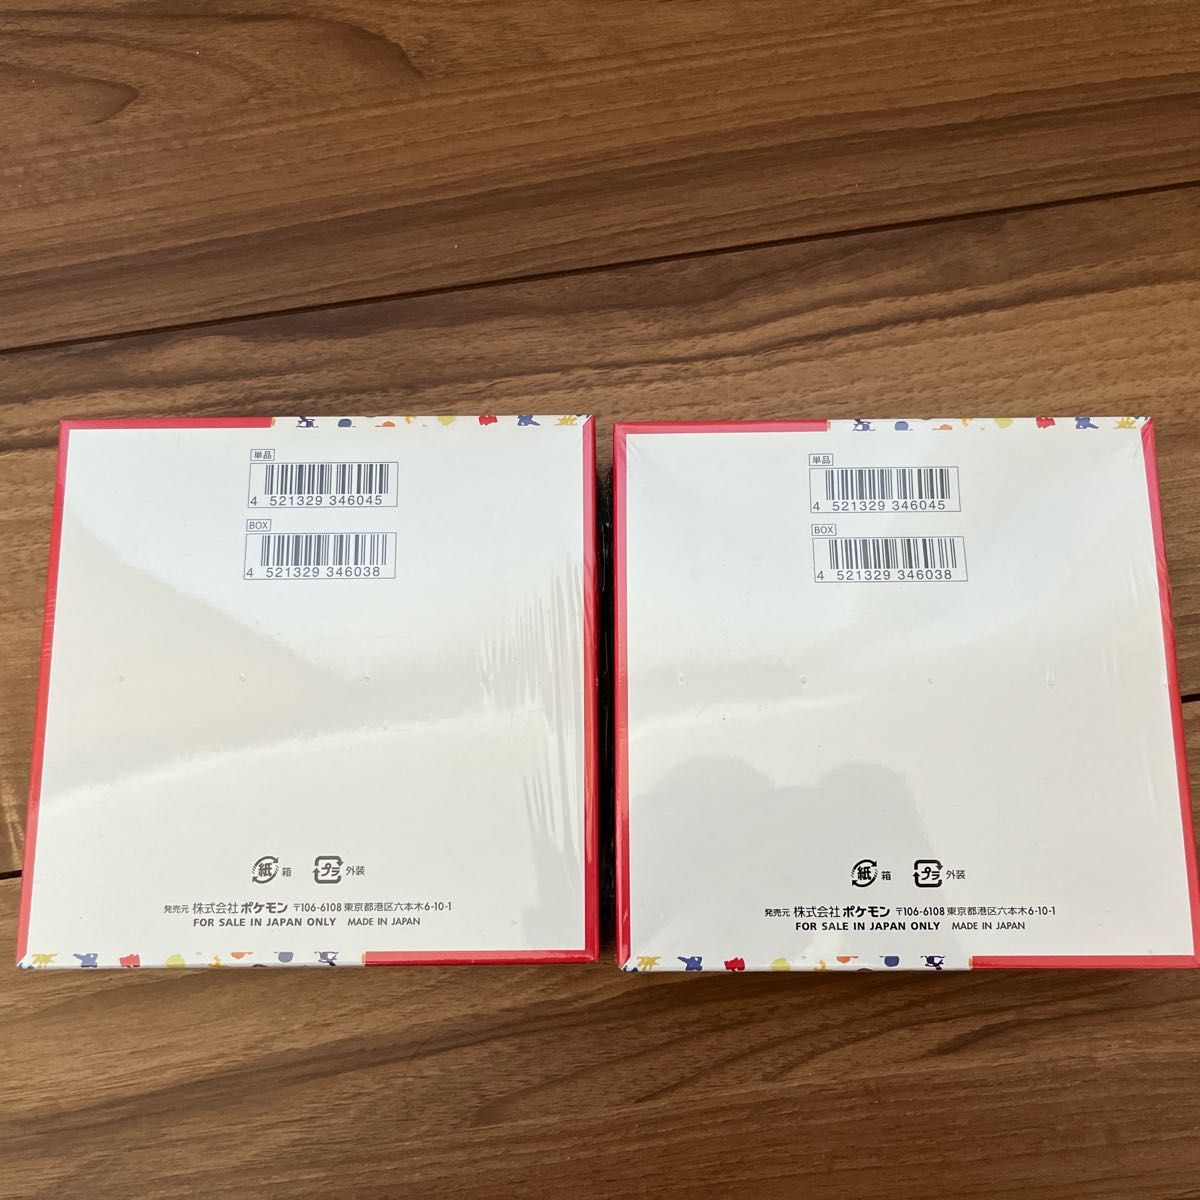 単品
4 521329 346045
BOX
4 521329 346038
紙 箱 プラ 外装
発売元 株式会社ポケモン 〒106-6108 東京都港区六本木6-10-1
FOR SALE IN JAPAN ONLY MADE IN JAPAN
単品
4 521329 346045
BOX
4 521329 346038
紙 箱 プラ 外装
発売元 株式会社ポケモン 〒106-6108 東京都港区六本木6-10-1
FOR SALE IN JAPAN ONLY MADE IN JAPAN